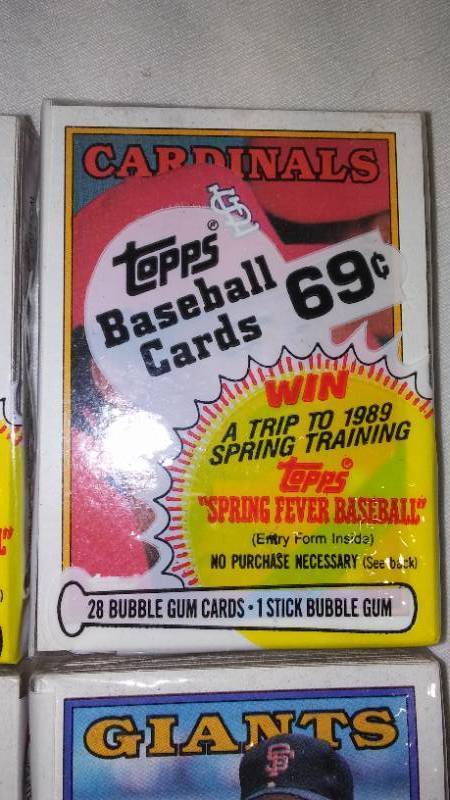 CARDINALS
STL
Topps®
Baseball
Cards
69¢
WIN
A TRIP TO 1989
SPRING TRAINING
Topps®
"SPRING FEVER BASEBALL"
(Entry Form Inside)
NO PURCHASE NECESSARY (See back)
28 BUBBLE GUM CARDS • 1 STICK BUBBLE GUM
GIANTS
SF